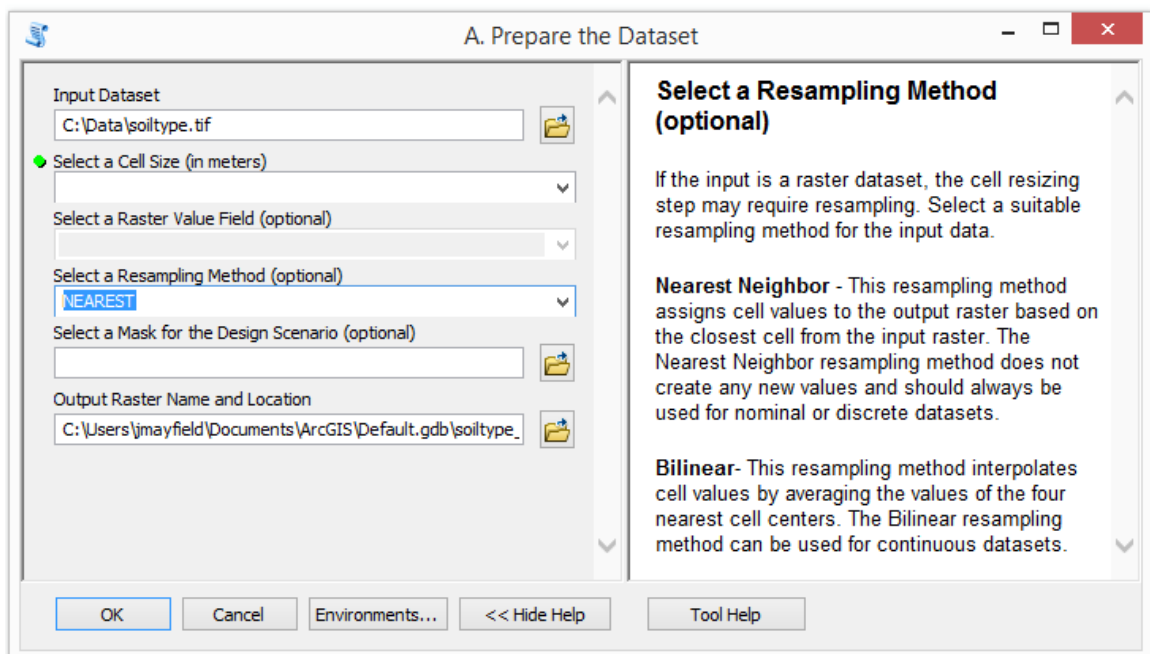 A. Prepare the Dataset
Input Dataset
C:\Data\soiltype.tif
Select a Cell Size (in meters)
Select a Raster Value Field (optional)
Select a Resampling Method (optional)
NEAREST
Select a Mask for the Design Scenario (optional)
Output Raster Name and Location
C:\Users\jmayfield\Documents\ArcGIS\Default.gdb\soiltype_
Select a Resampling Method
(optional)
If the input is a raster dataset, the cell resizing
step may require resampling. Select a suitable
resampling method for the input data.
Nearest Neighbor - This resampling method
assigns cell values to the output raster based on
the closest cell from the input raster. The
Nearest Neighbor resampling method does not
create any new values and should always be
used for nominal or discrete datasets.
Bilinear- This resampling method interpolates
cell values by averaging the values of the four
nearest cell centers. The Bilinear resampling
method can be used for continuous datasets.
OK
Cancel
Environments...
<< Hide Help
Tool Help